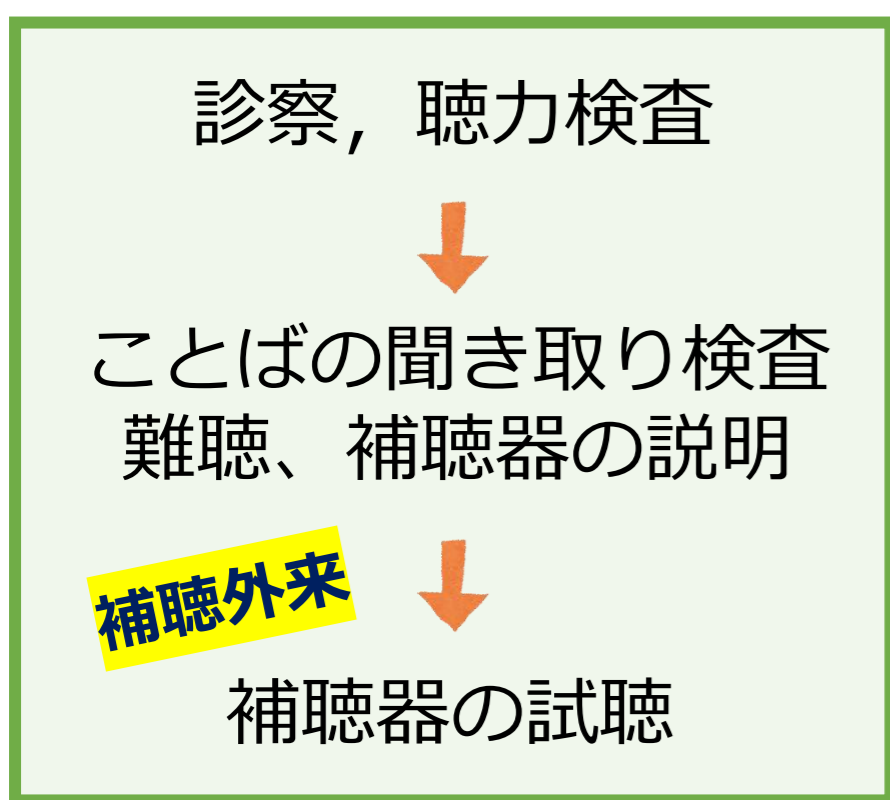 診察，聴力検査
ことばの聞き取り検査
難聴、補聴器の説明
補聴外来
補聴器の試聴